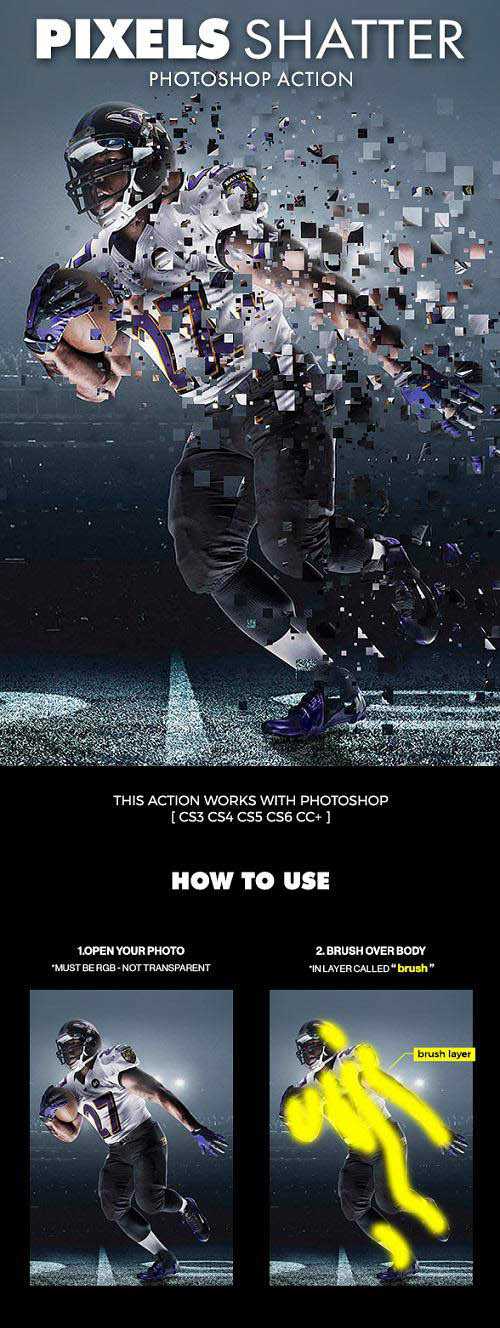 PIXELS SHATTER
PHOTOSHOP ACTION
THIS ACTION WORKS WITH PHOTOSHOP
[ CS3 CS4 CS5 CS6 CC+ ]
HOW TO USE
1.OPEN YOUR PHOTO
*MUST BE RGB - NOT TRANSPARENT
2. BRUSH OVER BODY
*IN LAYER CALLED “ brush ”
brush layer
27